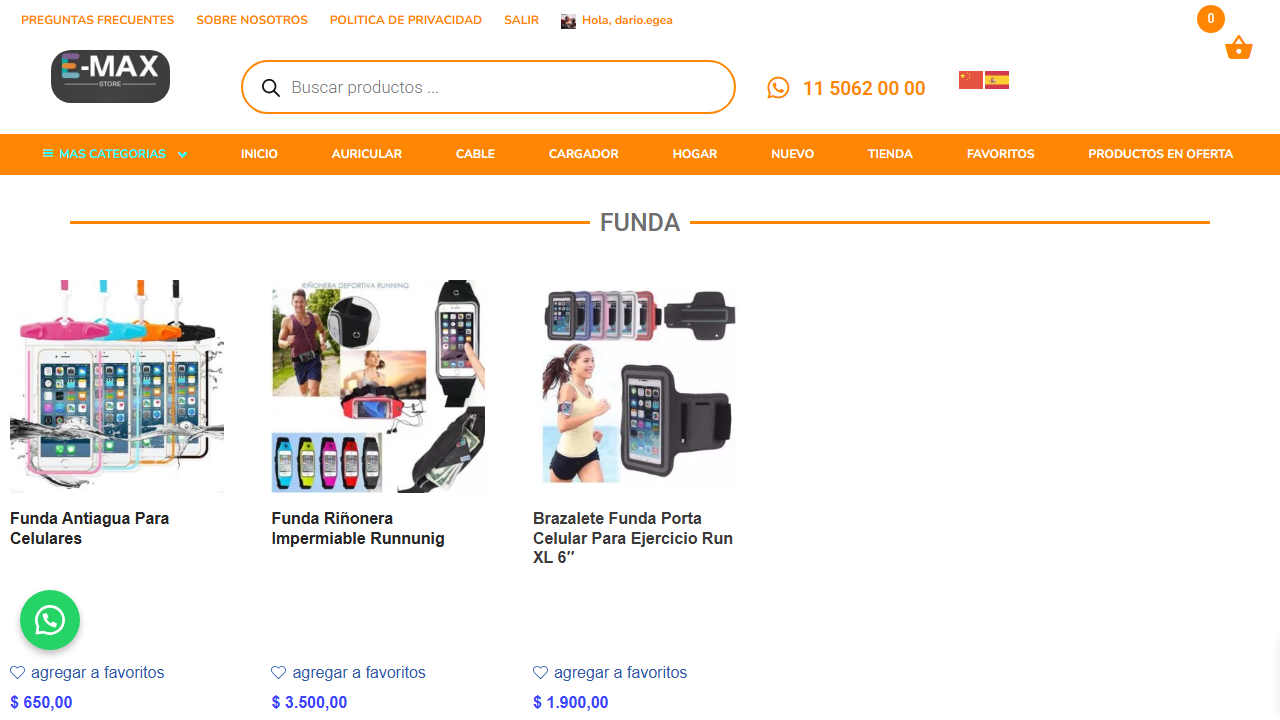 PREGUNTAS FRECUENTES SOBRE NOSOTROS POLITICA DE PRIVACIDAD SALIR Hola, dario.egea
0
E-MAX
STORE
Buscar productos ...
11 5062 00 00
MAS CATEGORIAS INICIO AURICULAR CABLE CARGADOR HOGAR NUEVO TIENDA FAVORITOS PRODUCTOS EN OFERTA
FUNDA
RIÑONERA DEPORTIVA RUNNING
Funda Antiagua Para
Celulares
Funda Riñonera
Impermiable Runnunig
Brazalete Funda Porta
Celular Para Ejercicio Run
XL 6″
agregar a favoritos
agregar a favoritos
agregar a favoritos
$ 650,00
$ 3.500,00
$ 1.900,00